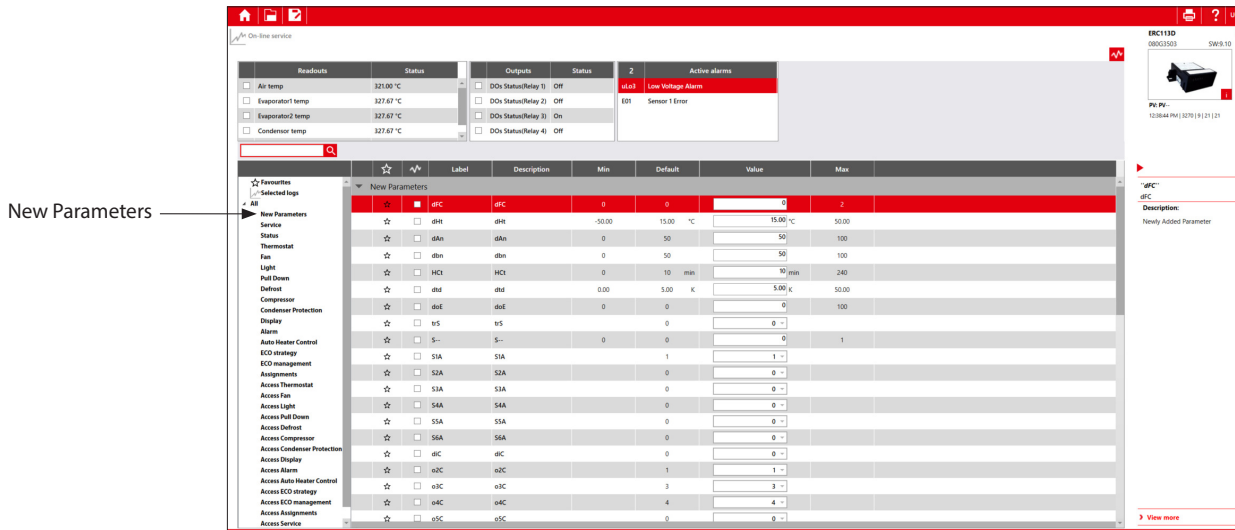 U
On-line service
ERC113D
080G3503 SW:9.10
i
PV: PV--
12:38:44 PM | 3270 | 9 | 21 | 21
Readouts Status
Air temp 321.00 °C
Evaporator1 temp 327.67 °C
Evaporator2 temp 327.67 °C
Condensor temp 327.67 °C
Outputs Status
DOs Status(Relay 1) Off
DOs Status(Relay 2) Off
DOs Status(Relay 3) On
DOs Status(Relay 4) Off
2 Active alarms
uLo3 Low Voltage Alarm
E01 Sensor 1 Error
New Parameters
Favourites
Selected logs
All
New Parameters
Service
Status
Thermostat
Fan
Light
Pull Down
Defrost
Compressor
Condenser Protection
Display
Alarm
Auto Heater Control
ECO strategy
ECO management
Assignments
Access Thermostat
Access Fan
Access Light
Access Pull Down
Access Defrost
Access Compressor
Access Condenser Protection
Access Display
Access Alarm
Access Auto Heater Control
Access ECO strategy
Access ECO management
Access Assignments
Access Service
Label Description Min Default Value Max
New Parameters
dFC dFC 0 0 0 2
dHt dHt -50.00 15.00 °C 15.00 °C 50.00
dAn dAn 0 50 50 100
dbn dbn 0 50 50 100
HCt HCt 0 10 min 10 min 240
dtd dtd 0.00 5.00 K 5.00 K 50.00
doE doE 0 0 0 100
trS trS 0 0
S-- S-- 0 0 0 1
S1A S1A 1 1
S2A S2A 0 0
S3A S3A 0 0
S4A S4A 0 0
S5A S5A 0 0
S6A S6A 0 0
diC diC 0 0
o2C o2C 1 1
o3C o3C 3 3
o4C o4C 4 4
o5C o5C 0 0
"dFC"
dFC
Description:
Newly Added Parameter
View more